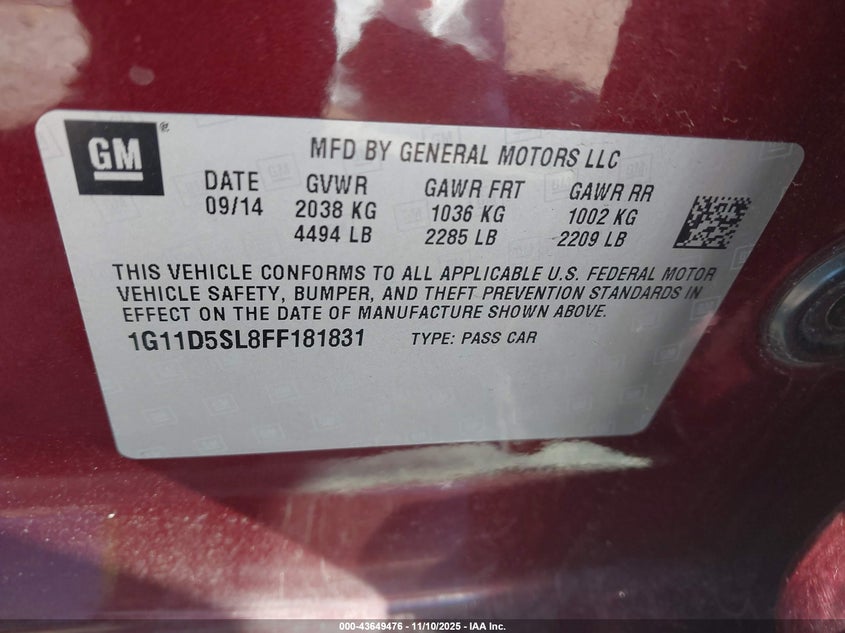 GM
MFD BY GENERAL MOTORS LLC
DATE GVWR GAWR FRT GAWR RR
09/14 2038 KG 1036 KG 1002 KG
4494 LB 2285 LB 2209 LB
THIS VEHICLE CONFORMS TO ALL APPLICABLE U.S. FEDERAL MOTOR
VEHICLE SAFETY, BUMPER, AND THEFT PREVENTION STANDARDS IN
EFFECT ON THE DATE OF MANUFACTURE SHOWN ABOVE.
1G11D5SL8FF181831 TYPE: PASS CAR
000-43649476 — 11/10/2025 — IAA Inc.